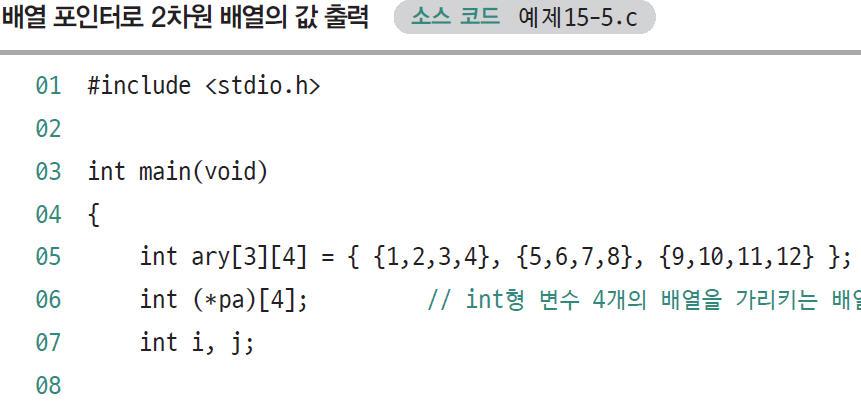 배열 포인터로 2차원 배열의 값 출력 소스 코드 예제15-5.c
01 #include <stdio.h>
02
03 int main(void)
04 {
05 int ary[3][4] = { {1,2,3,4}, {5,6,7,8}, {9,10,11,12} };
06 int (*pa)[4]; // int형 변수 4개의 배열을 가리키는
07 int i, j;
08